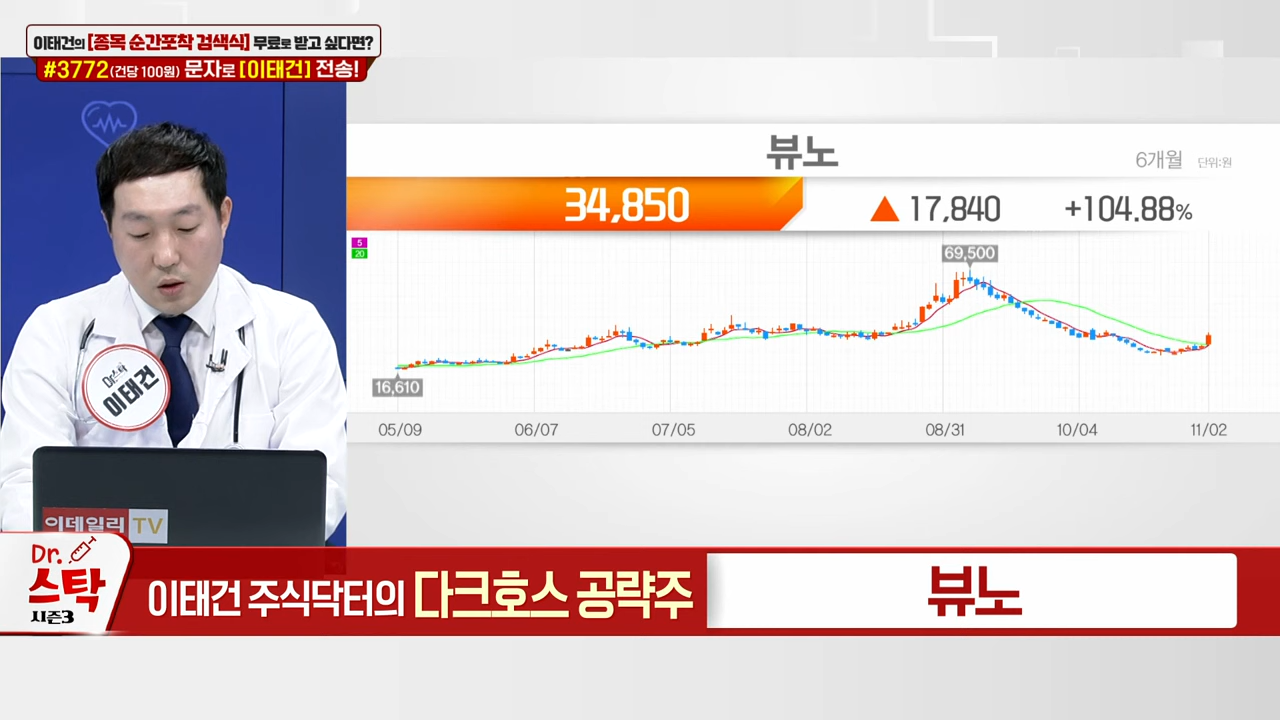 이태건의 [종목 순간포착 검색식] 무료로 받고 싶다면?
#3772(건당 100원) 문자로 [이태건] 전송!
뷰노
6개월 단위:원
34,850 ▲ 17,840 +104.88%
5
20
69,500
16,610
05/09 06/07 07/05 08/02 08/31 10/04 11/02
Dr.스탁
이태건
이데일리 TV
Dr.
스탁
시즌3
이태건 주식닥터의 다크호스 공략주
뷰노